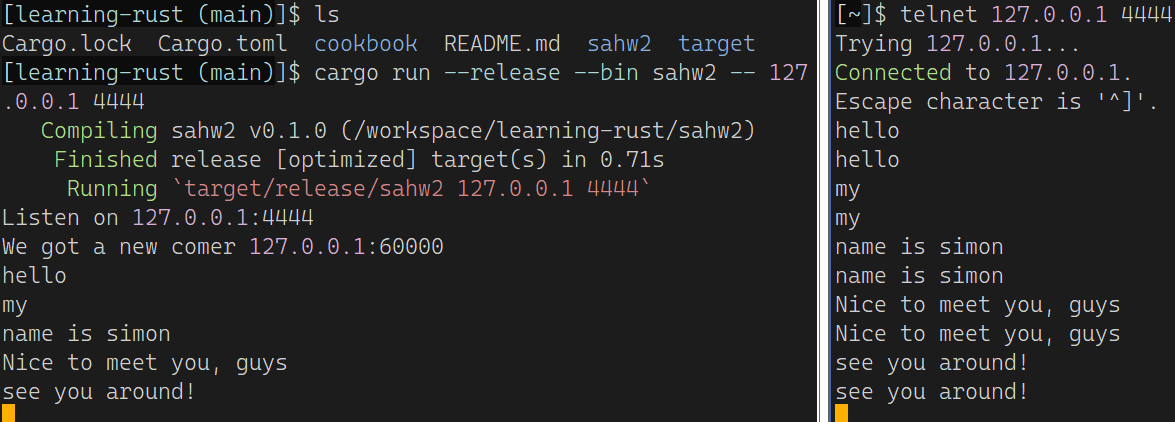 [learning-rust (main)]$ ls
Cargo.lock  Cargo.toml  cookbook  README.md  sahw2  target
[learning-rust (main)]$ cargo run --release --bin sahw2 -- 127
.0.0.1 4444
   Compiling sahw2 v0.1.0 (/workspace/learning-rust/sahw2)
    Finished release [optimized] target(s) in 0.71s
     Running `target/release/sahw2 127.0.0.1 4444`
Listen on 127.0.0.1:4444
We got a new comer 127.0.0.1:60000
hello
my
name is simon
Nice to meet you, guys
see you around!
[~]$ telnet 127.0.0.1 4444
Trying 127.0.0.1...
Connected to 127.0.0.1.
Escape character is '^]'.
hello
hello
my
my
name is simon
name is simon
Nice to meet you, guys
Nice to meet you, guys
see you around!
see you around!